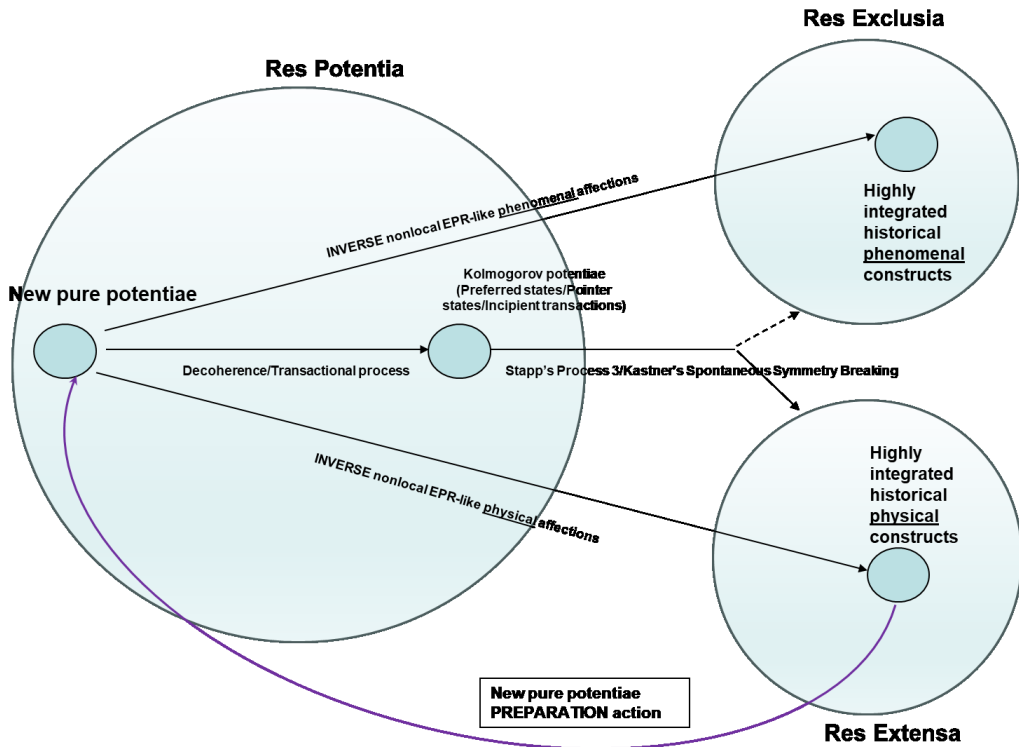 Res Exclusia
Res Potentia
INVERSE nonlocal EPR-like phenomenal affections
Highly
integrated
historical
phenomenal
constructs
Kolmogorov potentiae
(Preferred states/Pointer
states/Incipient transactions)
New pure potentiae
Decoherence/Transactional process
Stapp's Process 3/Kastner's Spontaneous Symmetry Breaking
INVERSE nonlocal EPR-like physical affections
Highly
integrated
historical
physical
constructs
New pure potentiae
PREPARATION action
Res Extensa